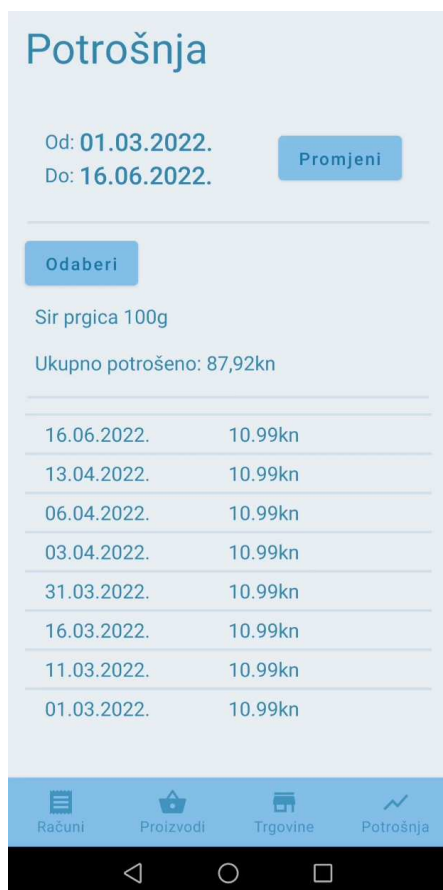 Potrošnja
Od: 01.03.2022.
Do: 16.06.2022.
Promjeni
Odaberi
Sir prgica 100g
Ukupno potrošeno: 87,92kn
16.06.2022. 10.99kn
13.04.2022. 10.99kn
06.04.2022. 10.99kn
03.04.2022. 10.99kn
31.03.2022. 10.99kn
16.03.2022. 10.99kn
11.03.2022. 10.99kn
01.03.2022. 10.99kn
Računi Proizvodi Trgovine Potrošnja